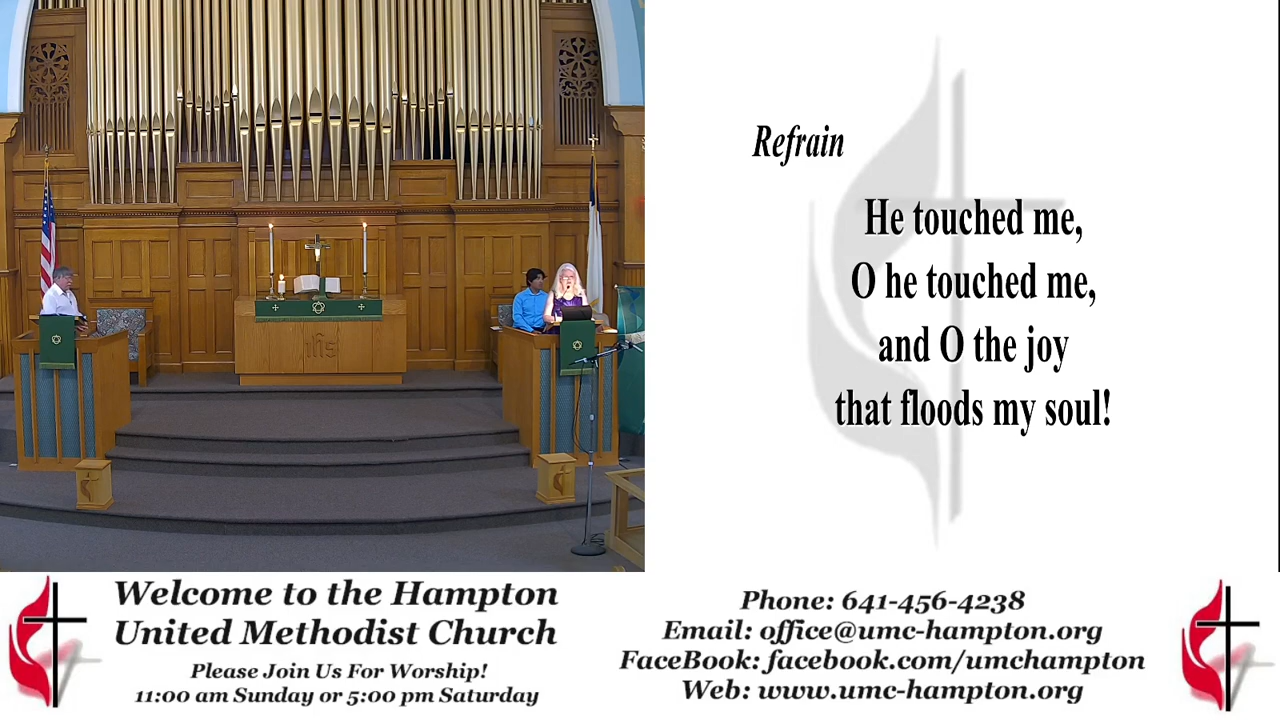 ihs
Refrain
He touched me,
O he touched me,
and O the joy
that floods my soul!
Welcome to the Hampton
United Methodist Church
Please Join Us For Worship!
11:00 am Sunday or 5:00 pm Saturday
Phone: 641-456-4238
Email: office@umc-hampton.org
FaceBook: facebook.com/umchampton
Web: www.umc-hampton.org